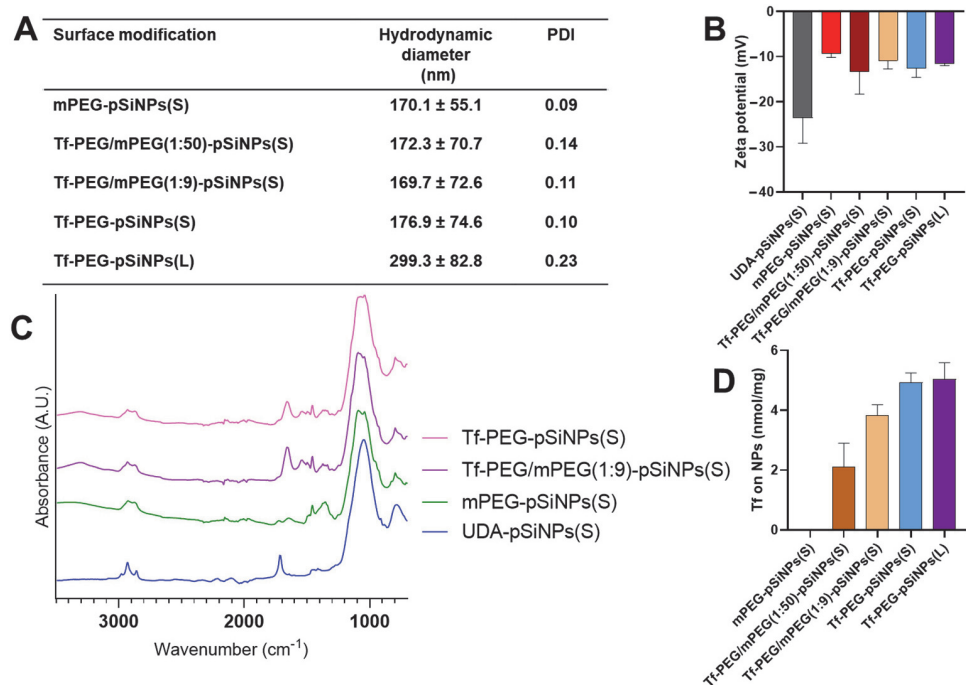 A
Surface modification Hydrodynamic diameter (nm) PDI
mPEG-pSiNPs(S) 170.1 ± 55.1 0.09
Tf-PEG/mPEG(1:50)-pSiNPs(S) 172.3 ± 70.7 0.14
Tf-PEG/mPEG(1:9)-pSiNPs(S) 169.7 ± 72.6 0.11
Tf-PEG-pSiNPs(S) 176.9 ± 74.6 0.10
Tf-PEG-pSiNPs(L) 299.3 ± 82.8 0.23
B
Zeta potential (mV)
0
−10
−20
−30
−40
UDA-pSiNPs(S)
mPEG-pSiNPs(S)
Tf-PEG/mPEG(1:50)-pSiNPs(S)
Tf-PEG/mPEG(1:9)-pSiNPs(S)
Tf-PEG-pSiNPs(S)
Tf-PEG-pSiNPs(L)
C
Absorbance (A.U.)
Tf-PEG-pSiNPs(S)
Tf-PEG/mPEG(1:9)-pSiNPs(S)
mPEG-pSiNPs(S)
UDA-pSiNPs(S)
3000 2000 1000
Wavenumber (cm⁻¹)
D
Tf on NPs (nmol/mg)
6
4
2
0
mPEG-pSiNPs(S)
Tf-PEG/mPEG(1:50)-pSiNPs(S)
Tf-PEG/mPEG(1:9)-pSiNPs(S)
Tf-PEG-pSiNPs(S)
Tf-PEG-pSiNPs(L)